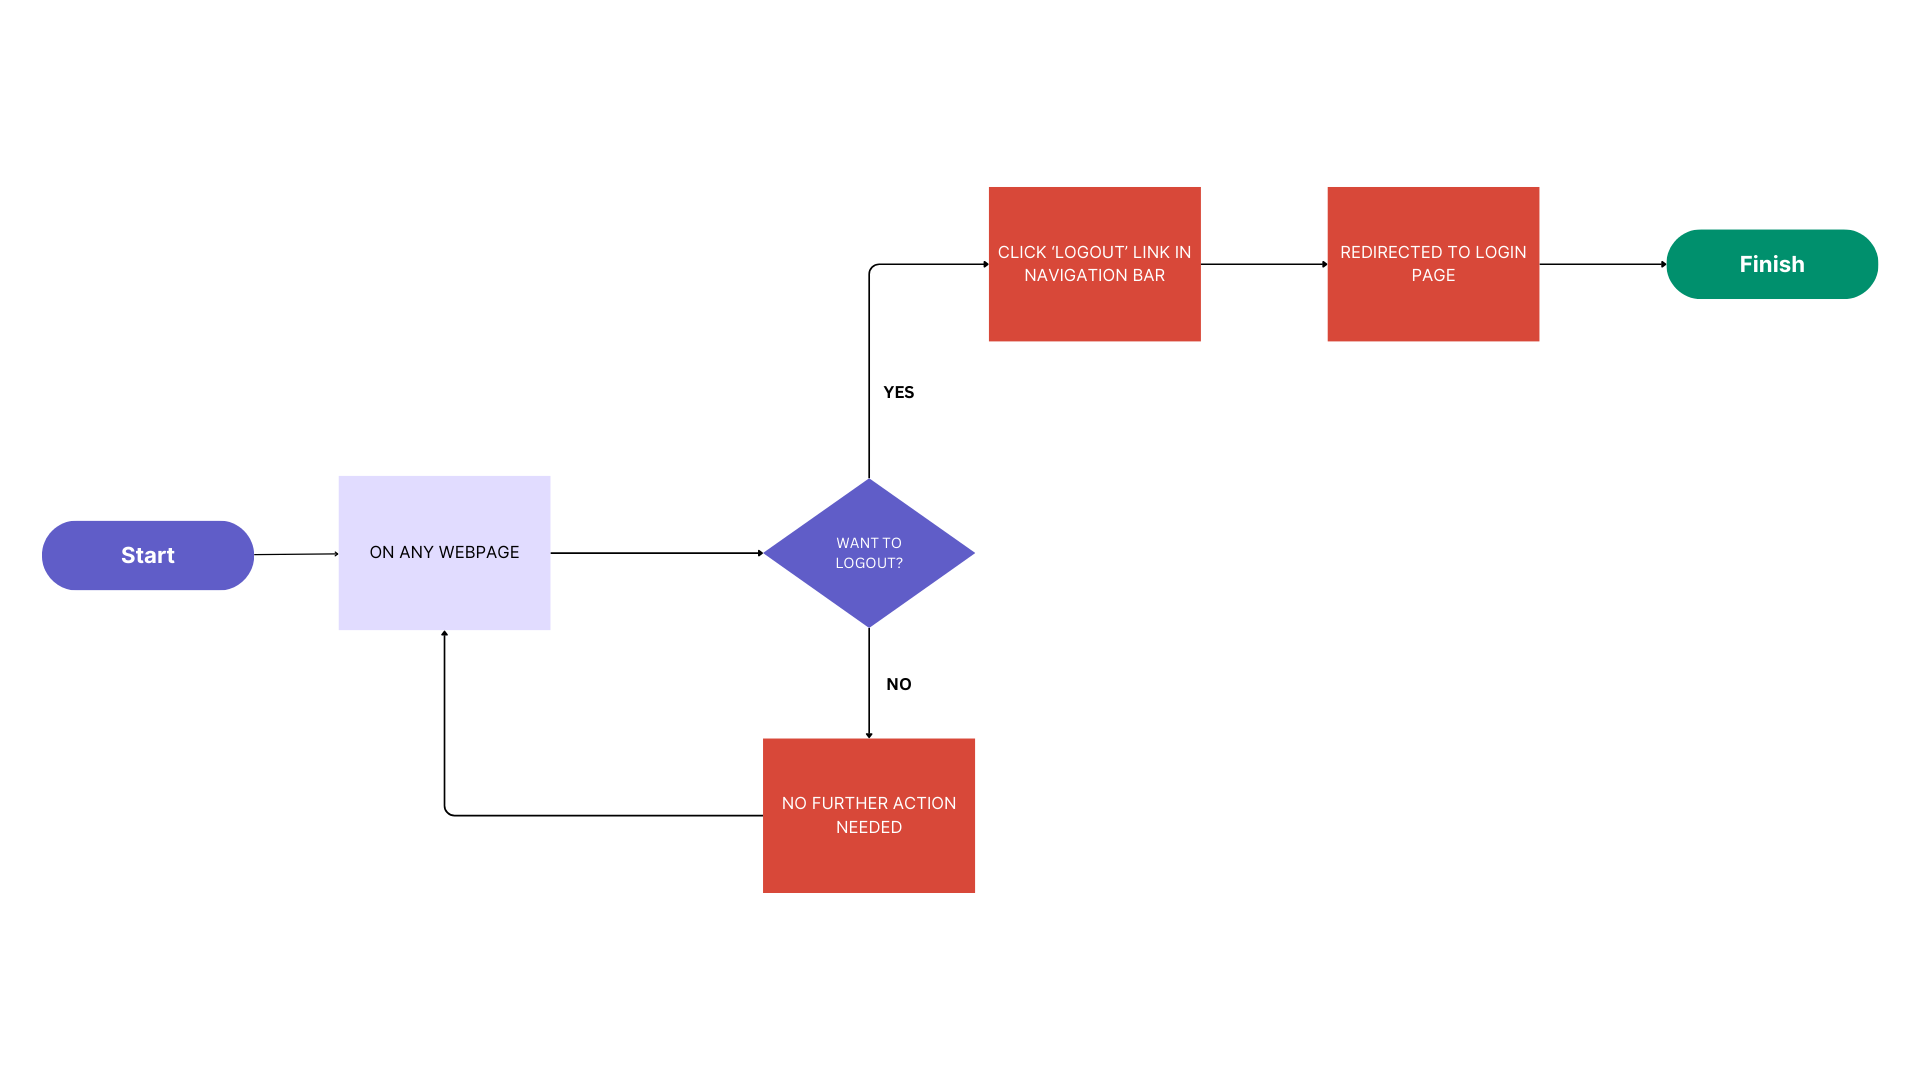 Start
ON ANY WEBPAGE
WANT TO
LOGOUT?
YES
CLICK ‘LOGOUT’ LINK IN
NAVIGATION BAR
REDIRECTED TO LOGIN
PAGE
Finish
NO
NO FURTHER ACTION
NEEDED